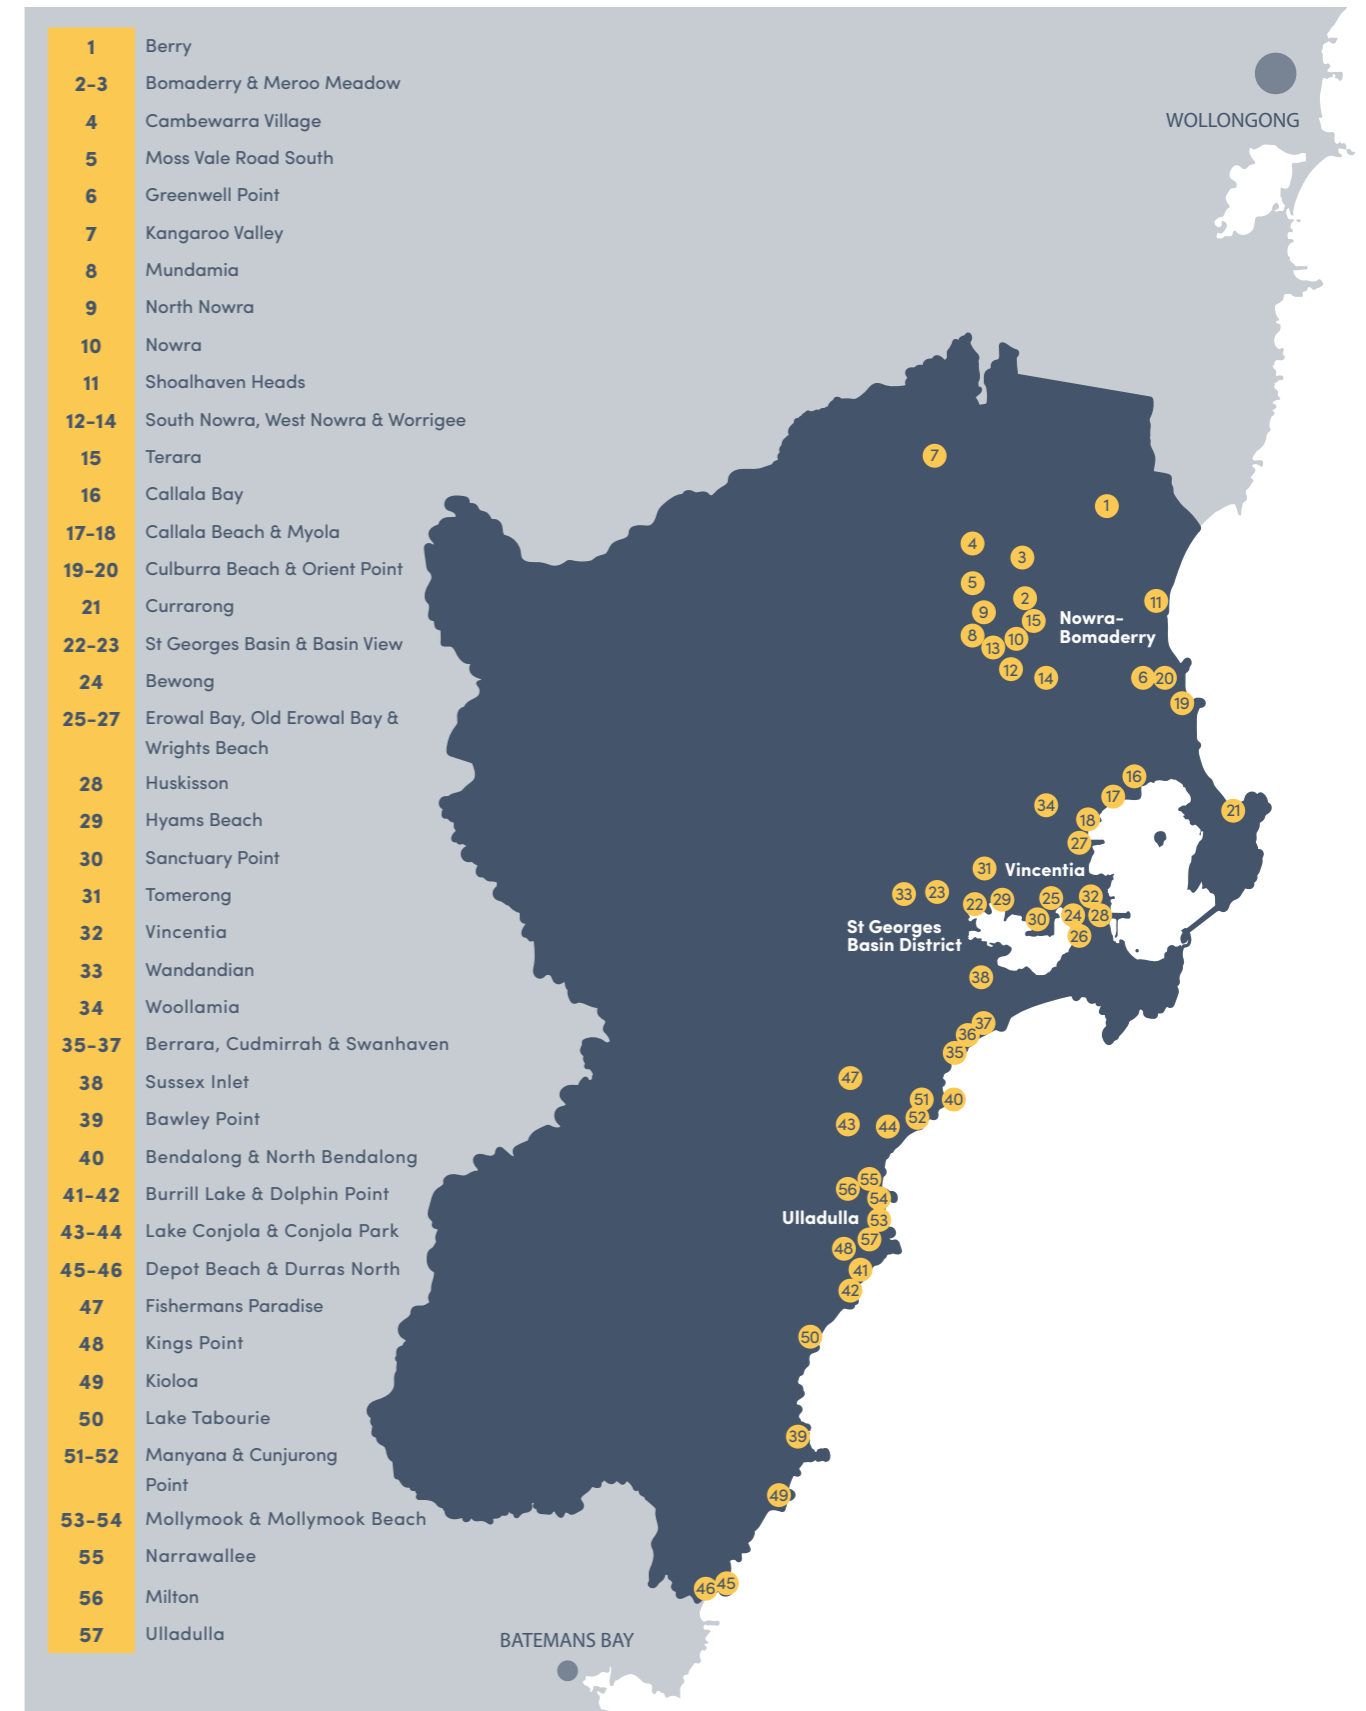 1 Berry
2-3 Bomaderry & Meroo Meadow
4 Cambewarra Village
5 Moss Vale Road South
6 Greenwell Point
7 Kangaroo Valley
8 Mundamia
9 North Nowra
10 Nowra
11 Shoalhaven Heads
12-14 South Nowra, West Nowra & Worrigee
15 Terara
16 Callala Bay
17-18 Callala Beach & Myola
19-20 Culburra Beach & Orient Point
21 Currarong
22-23 St Georges Basin & Basin View
24 Bewong
25-27 Erowal Bay, Old Erowal Bay &
Wrights Beach
28 Huskisson
29 Hyams Beach
30 Sanctuary Point
31 Tomerong
32 Vincentia
33 Wandandian
34 Woollamia
35-37 Berrara, Cudmirrah & Swanhaven
38 Sussex Inlet
39 Bawley Point
40 Bendalong & North Bendalong
41-42 Burrill Lake & Dolphin Point
43-44 Lake Conjola & Conjola Park
45-46 Depot Beach & Durras North
47 Fishermans Paradise
48 Kings Point
49 Kioloa
50 Lake Tabourie
51-52 Manyana & Cunjurong
Point
53-54 Mollymook & Mollymook Beach
55 Narrawallee
56 Milton
57 Ulladulla
WOLLONGONG
7
1
4
3
5
2
11
9
15
Nowra-
Bomaderry
8
10
13
12
14
6
20
19
16
17
34
21
18
27
31
Vincentia
33
23
22
29
25
32
30
24
28
26
St Georges
Basin District
38
37
36
35
47
51
40
52
43
44
55
56
54
Ulladulla
53
57
48
41
42
50
39
49
46
45
BATEMANS BAY